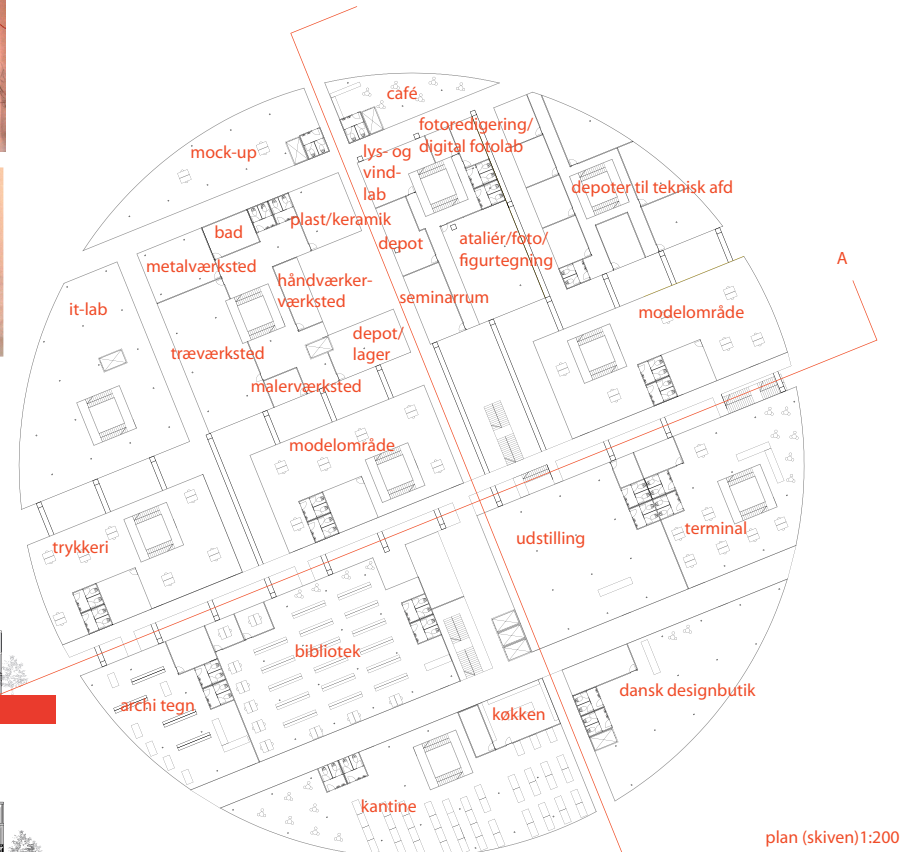 café
fotoredigering/
digital fotolab
mock-up
lys- og
vind-
lab
depoter til teknisk afd
plast/keramik
bad
depot
ataliér/foto/
figurtegning
metalværksted
A
håndværker-
værksted
seminarrum
it-lab
modelområde
depot/
lager
træværksted
malerværksted
modelområde
trykkeri
udstilling
terminal
bibliotek
archi tegn
dansk designbutik
køkken
kantine
plan (skiven)1:200